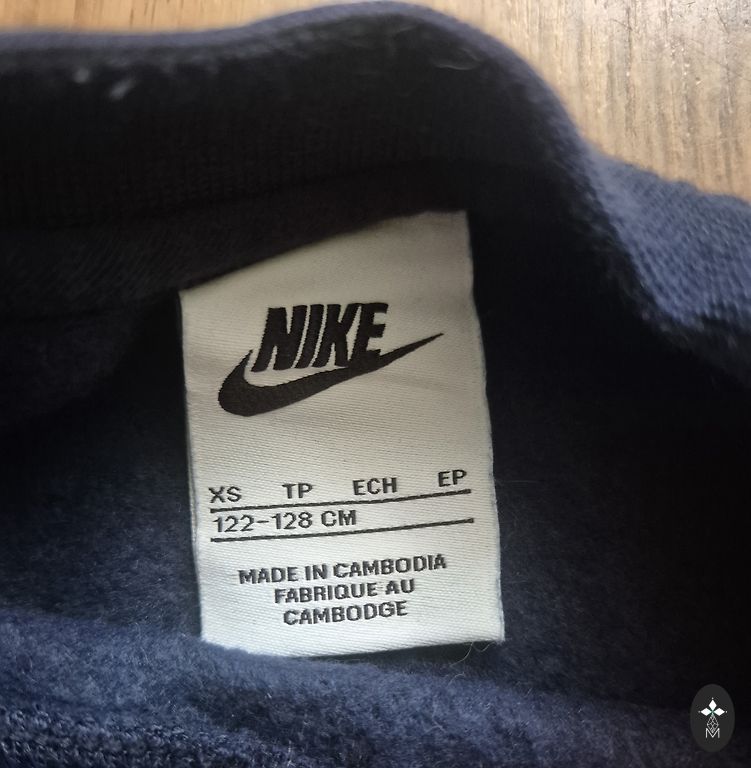 NIKE
XS TP ECH EP
122-128 CM
MADE IN CAMBODIA
FABRIQUE AU
CAMBODGE
M